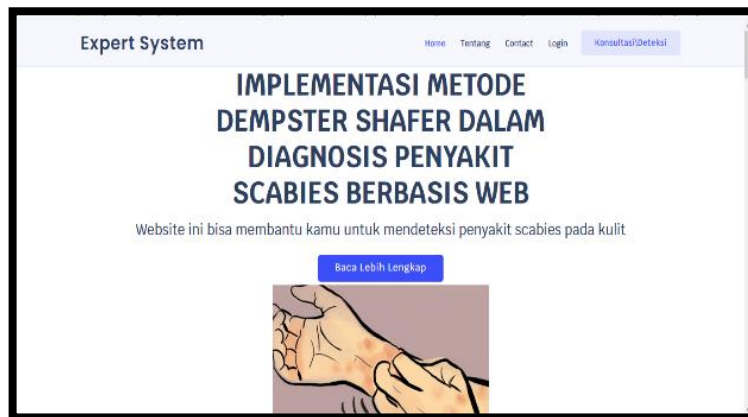 Expert System
Home Tentang Contact Login Konsultasi\Deteksi
IMPLEMENTASI METODE
DEMPSTER SHAFER DALAM
DIAGNOSIS PENYAKIT
SCABIES BERBASIS WEB
Website ini bisa membantu kamu untuk mendeteksi penyakit scabies pada kulit
Baca Lebih Lengkap